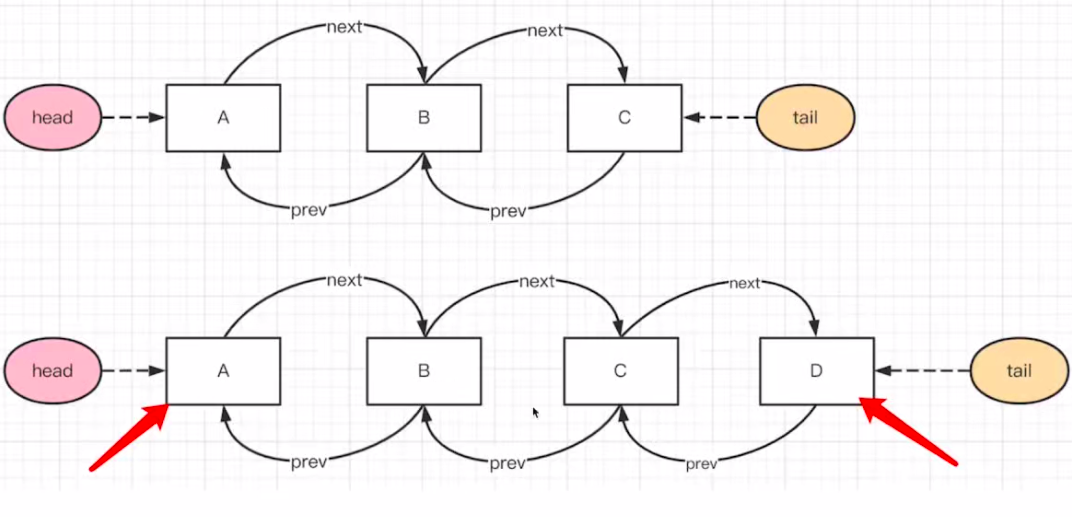 next next
head A B C tail
prev prev
next next next
head A B C D tail
prev prev prev